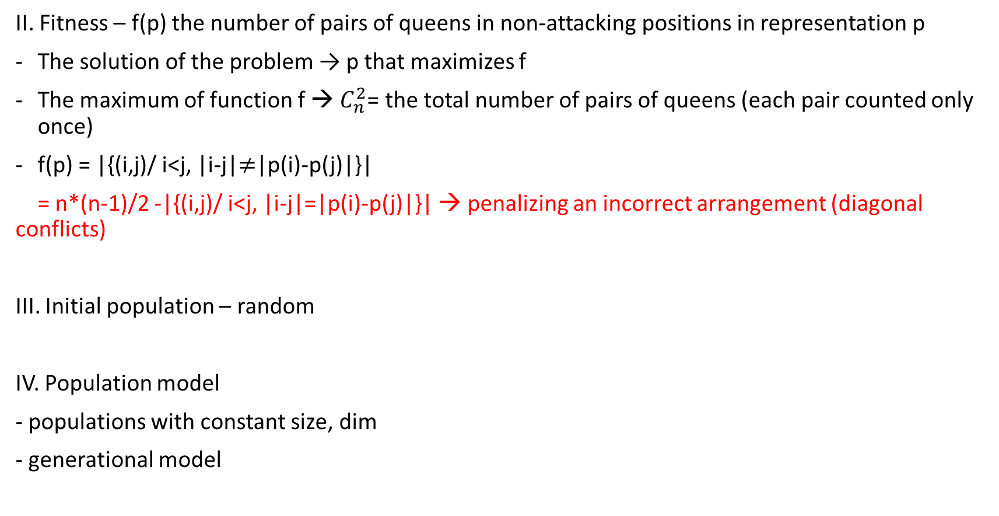 II. Fitness – f(p) the number of pairs of queens in non-attacking positions in representation p
- The solution of the problem → p that maximizes f
- The maximum of function f → $C_n^2$= the total number of pairs of queens (each pair counted only
once)
- f(p) = |{(i,j)/ i<j, |i-j|≠|p(i)-p(j)|}|
= n*(n-1)/2 -|{(i,j)/ i<j, |i-j|=|p(i)-p(j)|}| → penalizing an incorrect arrangement (diagonal
conflicts)
III. Initial population – random
IV. Population model
- populations with constant size, dim
- generational model